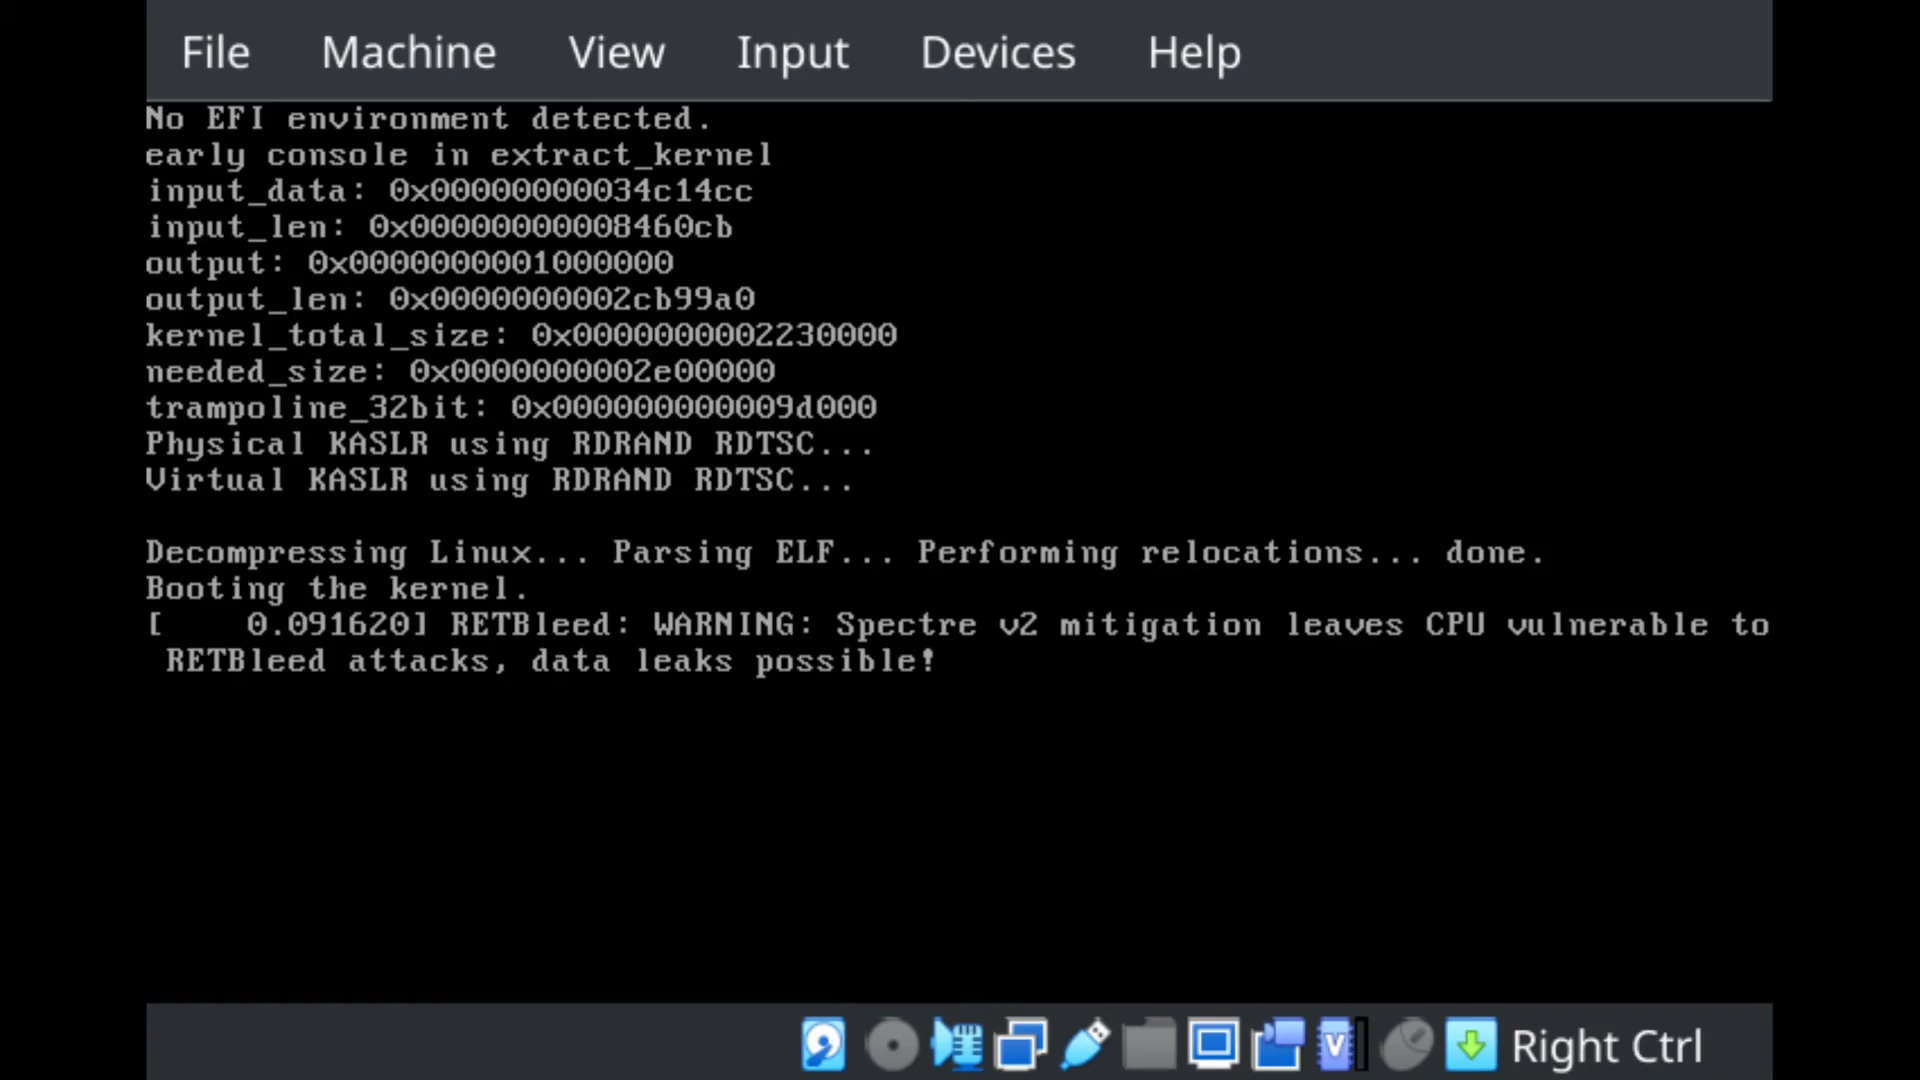 File Machine View Input Devices Help
No EFI environment detected.
early console in extract_kernel
input_data: 0x00000000034c14cc
input_len: 0x00000000008460cb
output: 0x0000000001000000
output_len: 0x0000000002cb99a0
kernel_total_size: 0x0000000002230000
needed_size: 0x0000000002e00000
trampoline_32bit: 0x000000000009d000
Physical KASLR using RDRAND RDTSC...
Virtual KASLR using RDRAND RDTSC...
Decompressing Linux... Parsing ELF... Performing relocations... done.
Booting the kernel.
[    0.091620] RETBleed: WARNING: Spectre v2 mitigation leaves CPU vulnerable to
RETBleed attacks, data leaks possible!
V
Right Ctrl